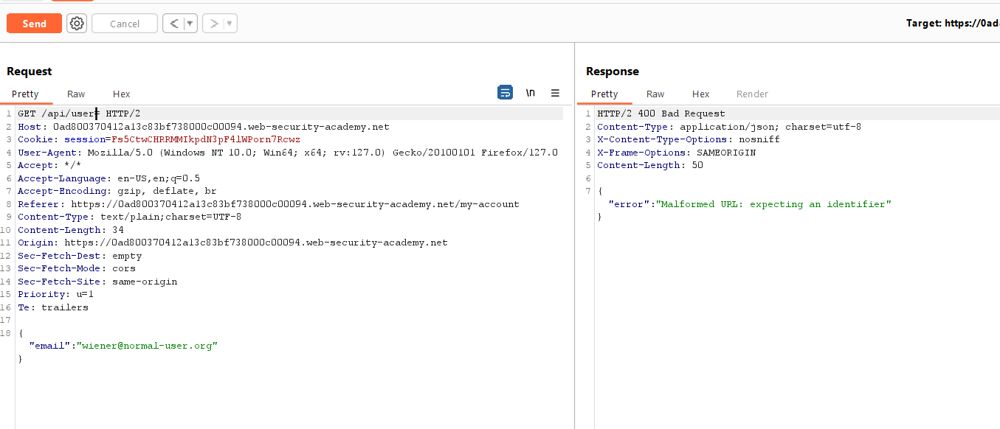 Send
Cancel
<
>
Target: https://0ad
Request
Response
Pretty Raw Hex
\n
Pretty Raw Hex Render
1 GET /api/user= HTTP/2
2 Host: 0ad800370412a13c83bf738000c00094.web-security-academy.net
3 Cookie: session=Fs5CtwCHRRMMIkpdN3pF4lWPorn7Rcwz
4 User-Agent: Mozilla/5.0 (Windows NT 10.0; Win64; x64; rv:127.0) Gecko/20100101 Firefox/127.0
5 Accept: */*
6 Accept-Language: en-US,en;q=0.5
7 Accept-Encoding: gzip, deflate, br
8 Referer: https://0ad800370412a13c83bf738000c00094.web-security-academy.net/my-account
9 Content-Type: text/plain;charset=UTF-8
10 Content-Length: 34
11 Origin: https://0ad800370412a13c83bf738000c00094.web-security-academy.net
12 Sec-Fetch-Dest: empty
13 Sec-Fetch-Mode: cors
14 Sec-Fetch-Site: same-origin
15 Priority: u=1
16 Te: trailers
17
18 {
"email":"wiener@normal-user.org"
}
1 HTTP/2 400 Bad Request
2 Content-Type: application/json; charset=utf-8
3 X-Content-Type-Options: nosniff
4 X-Frame-Options: SAMEORIGIN
5 Content-Length: 50
6
7 {
"error":"Malformed URL: expecting an identifier"
}